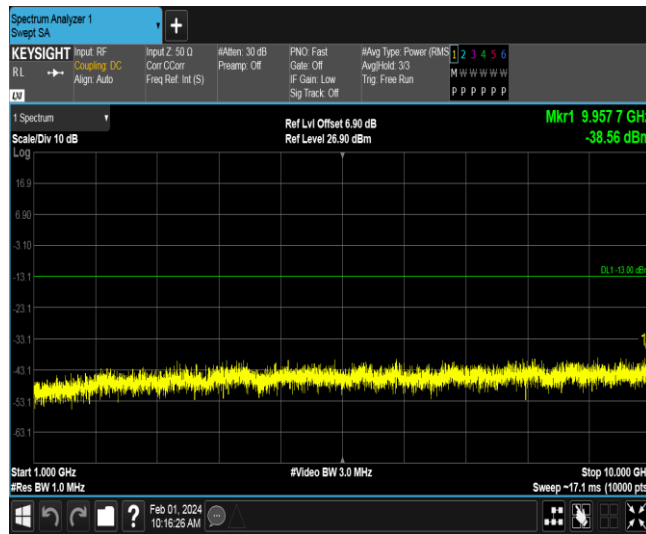 Spectrum Analyzer 1
Swept SA
+
KEYSIGHT Input: RF Input Z: 50 Ω #Atten: 30 dB PNO: Fast #Avg Type: Power (RMS 1 2 3 4 5 6
RL Coupling: DC Corr CCorr Preamp: Off Gate: Off Avg|Hold: 3/3 M W W W W W
Align: Auto Freq Ref: Int (S) IF Gain: Low Trig: Free Run
LXI Sig Track: Off P P P P P P
1 Spectrum Ref Lvl Offset 6.90 dB Mkr1 9.957 7 GHz
Scale/Div 10 dB Ref Level 26.90 dBm -38.56 dBm
Log
16.9
6.90
-3.10
-13.1 DL1 -13.00 dBm
-23.1
-33.1
1
-43.1
-53.1
-63.1
Start 1.000 GHz #Video BW 3.0 MHz Stop 10.000 GHz
#Res BW 1.0 MHz Sweep ~17.1 ms (10000 pts
? Feb 01, 2024
10:16:26 AM